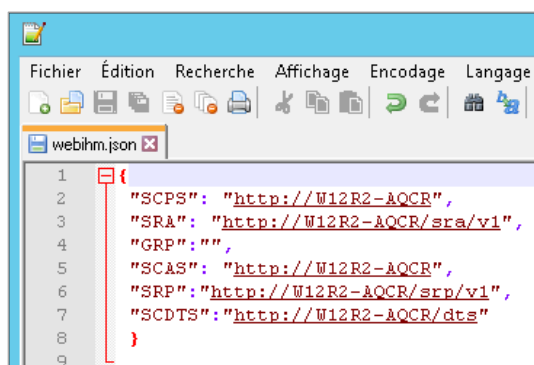 Fichier Édition Recherche Affichage Encodage Langage
webihm.json
1 {
2 "SCPS": "http://W12R2-AQCR",
3 "SRA": "http://W12R2-AQCR/sra/v1",
4 "GRP":"",
5 "SCAS": "http://W12R2-AQCR",
6 "SRP":"http://W12R2-AQCR/srp/v1",
7 "SCDTS":"http://W12R2-AQCR/dts"
8 }
9